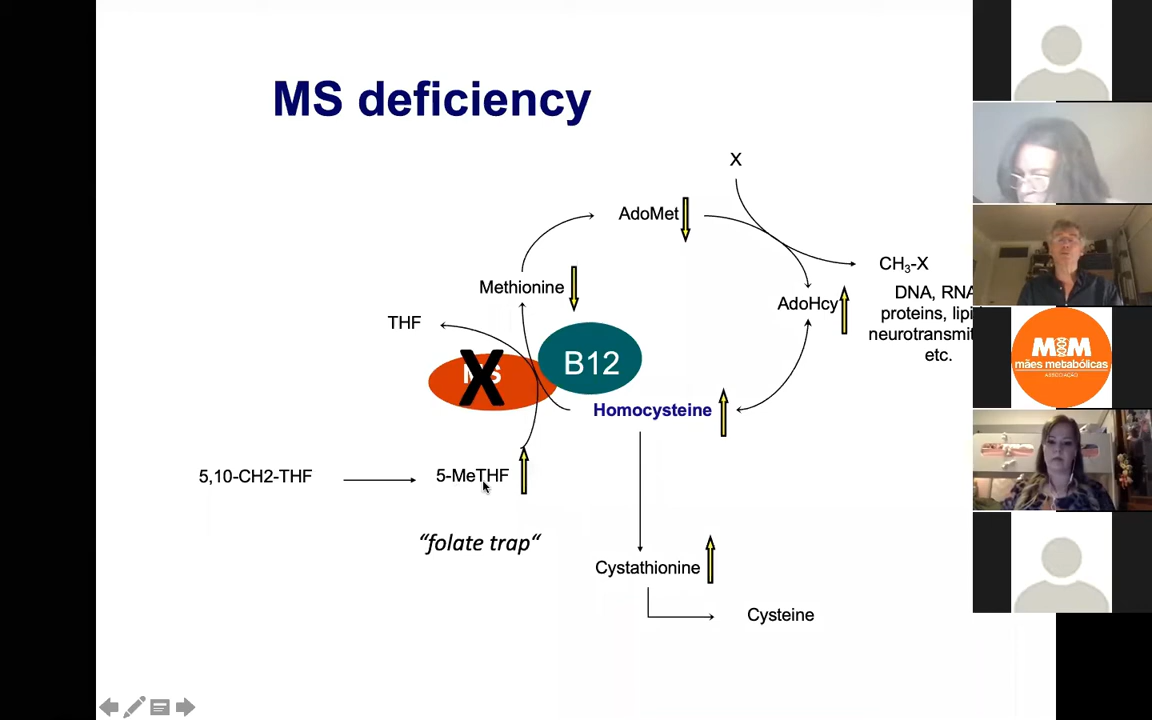 MS deficiency
X
AdoMet
CH3-X
Methionine
DNA, RNA
AdoHcy
proteins, lipi
neurotransmit
etc.
THF
MS
B12
Homocysteine
5,10-CH2-THF
5-MeTHF
“folate trap“
Cystathionine
Cysteine
M M
mães metabólicas